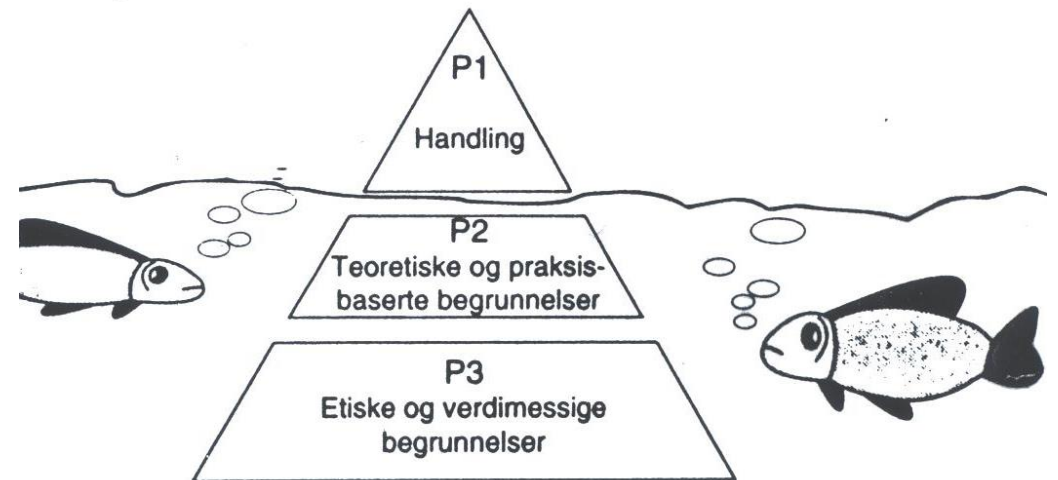 P1
Handling
P2
Teoretiske og praksis-
baserte begrunnelser
P3
Etiske og verdimessige
begrunnelser